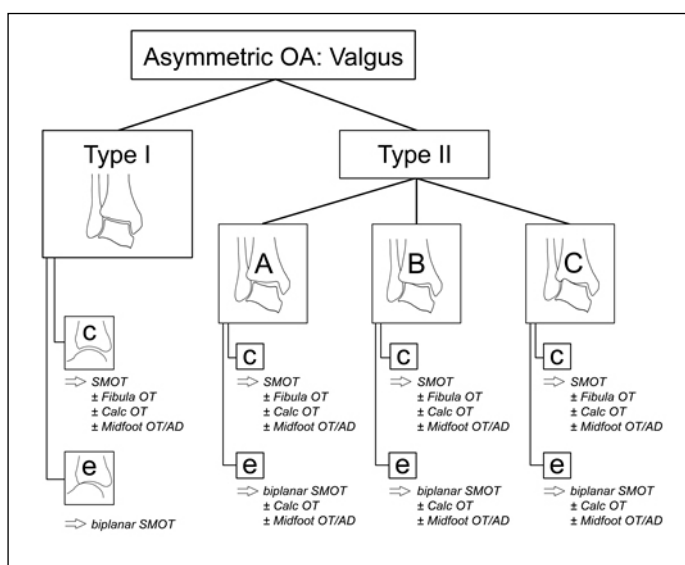 Asymmetric OA: Valgus
Type I
Type II
A
B
C
c
⇒ SMOT
± Fibula OT
± Calc OT
± Midfoot OT/AD
e
⇒ biplanar SMOT
c
⇒ SMOT
± Fibula OT
± Calc OT
± Midfoot OT/AD
e
⇒ biplanar SMOT
± Calc OT
± Midfoot OT/AD
c
⇒ SMOT
± Fibula OT
± Calc OT
± Midfoot OT/AD
e
⇒ biplanar SMOT
± Calc OT
± Midfoot OT/AD
c
⇒ SMOT
± Fibula OT
± Calc OT
± Midfoot OT/AD
e
⇒ biplanar SMOT
± Calc OT
± Midfoot OT/AD